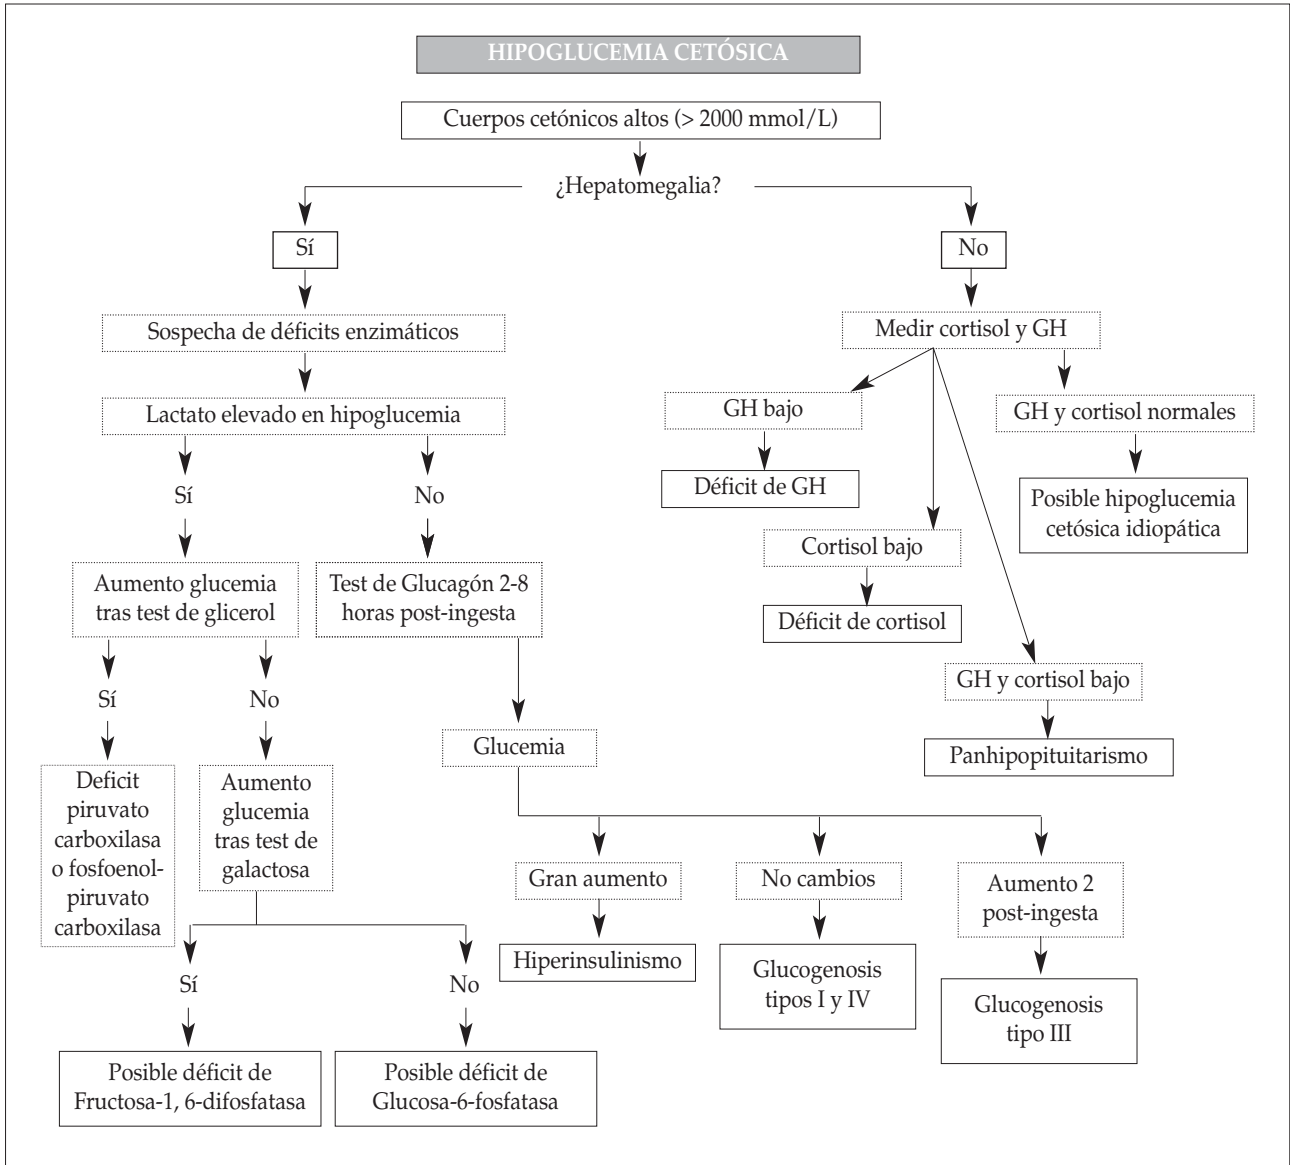 HIPOGLUCEMIA CETÓSICA
Cuerpos cetónicos altos (> 2000 mmol/L)
¿Hepatomegalia?
Sí
No
Sospecha de déficits enzimáticos
Medir cortisol y GH
Lactato elevado en hipoglucemia
GH bajo
GH y cortisol normales
Sí
No
Déficit de GH
Posible hipoglucemia
cetósica idiopática
Cortisol bajo
Aumento glucemia
tras test de glicerol
Test de Glucagón 2-8
horas post-ingesta
Déficit de cortisol
Sí
No
GH y cortisol bajo
Glucemia
Panhipopituitarismo
Deficit
piruvato
carboxilasa
o fosfoenol-
piruvato
carboxilasa
Aumento
glucemia
tras test de
galactosa
Gran aumento
No cambios
Aumento 2
post-ingesta
Hiperinsulinismo
Glucogenosis
tipos I y IV
Glucogenosis
tipo III
Sí
No
Posible déficit de
Fructosa-1, 6-difosfatasa
Posible déficit de
Glucosa-6-fosfatasa